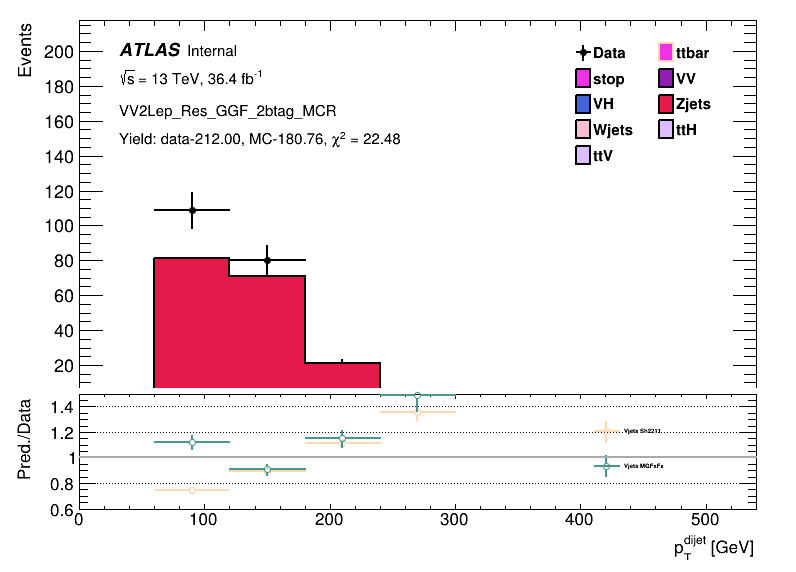 Events
200
180
160
140
120
100
80
60
40
20
ATLAS Internal
√s = 13 TeV, 36.4 fb⁻¹
VV2Lep_Res_GGF_2btag_MCR
Yield: data-212.00, MC-180.76, χ² = 22.48
Data
ttbar
stop
VV
VH
Zjets
Wjets
ttH
ttV
Pred./Data
1.4
1.2
1
0.8
0.6
Vjets Sh2211
Vjets MGFxFx
0
100
200
300
400
500
p_T^dijet [GeV]